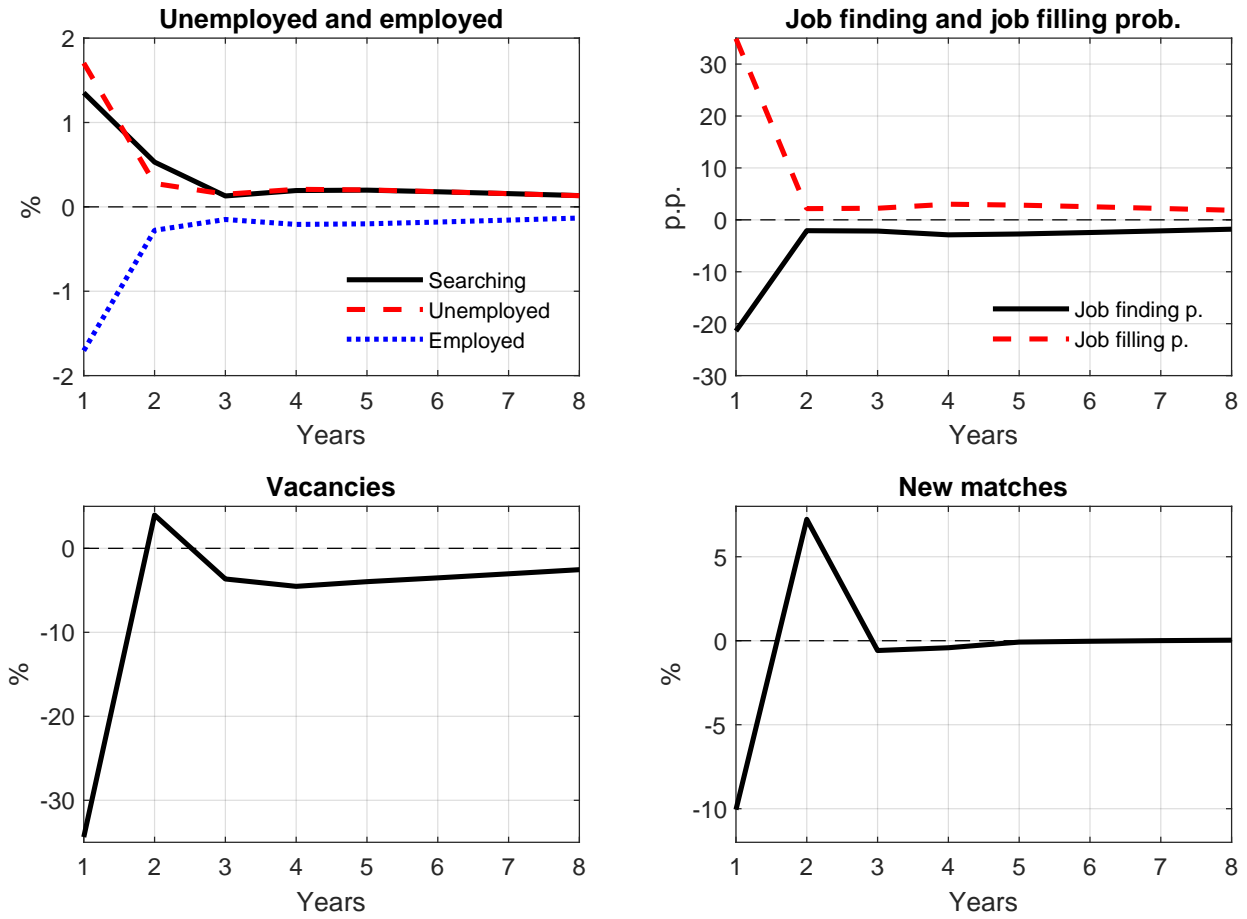 Unemployed and employed
2
1
0
-1
-2
%
Searching
Unemployed
Employed
1 2 3 4 5 6 7 8
Years
Job finding and job filling prob.
30
20
10
0
-10
-20
-30
p.p.
Job finding p.
Job filling p.
1 2 3 4 5 6 7 8
Years
Vacancies
0
-10
-20
-30
%
1 2 3 4 5 6 7 8
Years
New matches
5
0
-5
-10
%
1 2 3 4 5 6 7 8
Years